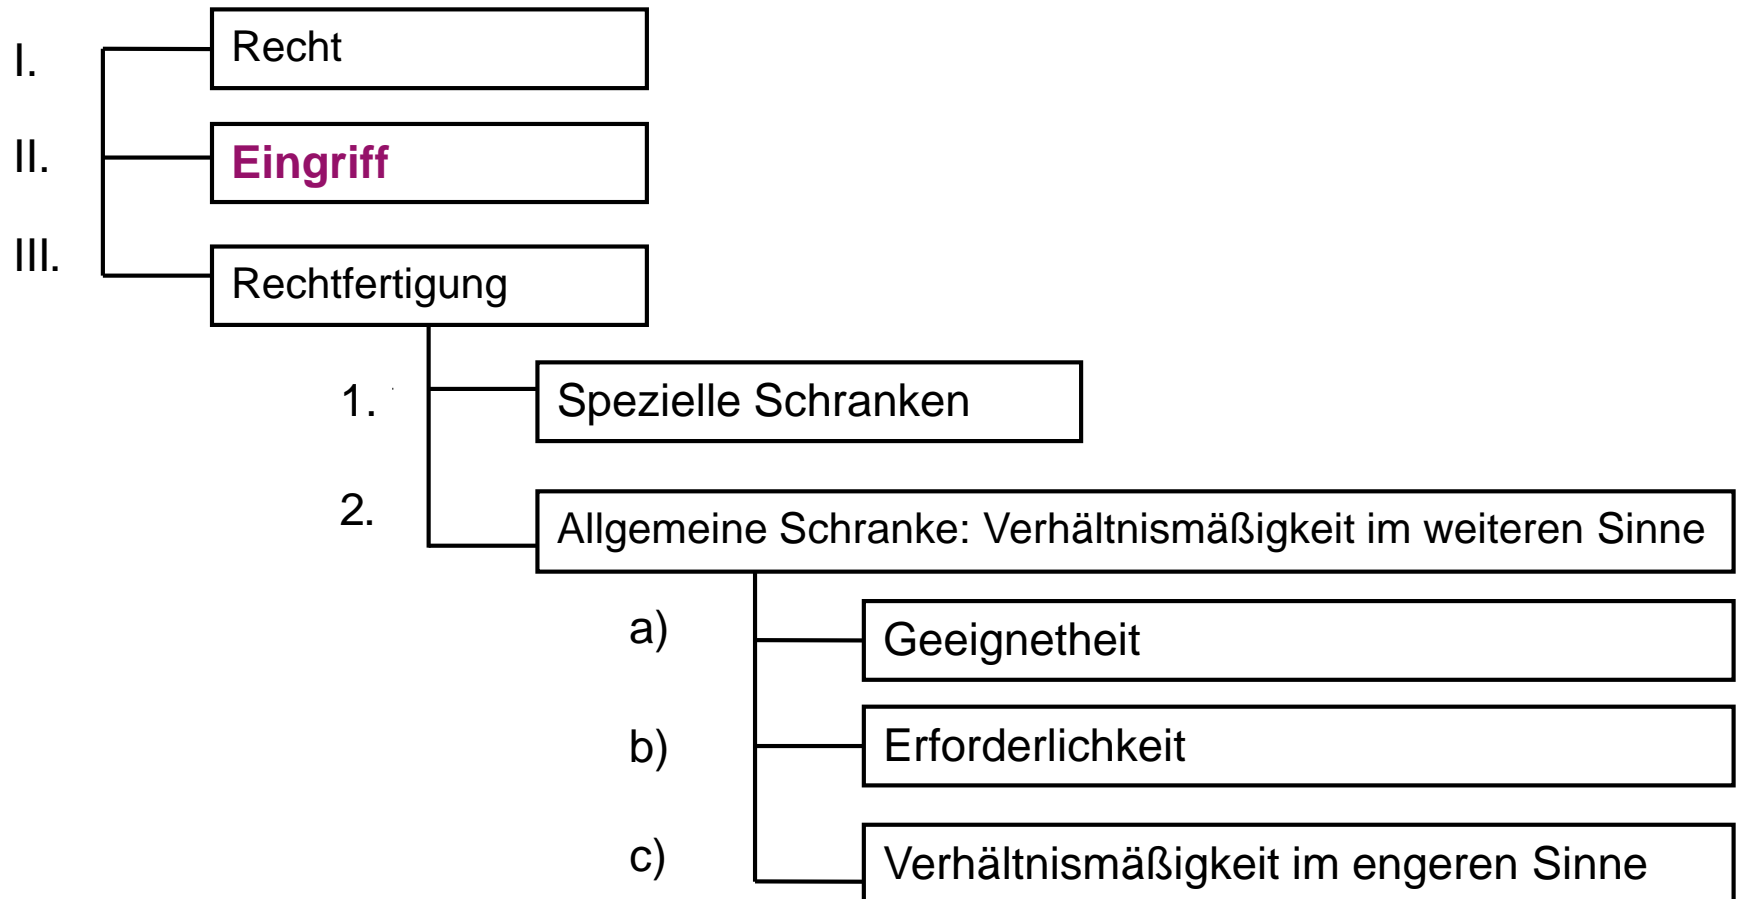 I. Recht
II. Eingriff
III. Rechtfertigung
1. Spezielle Schranken
2. Allgemeine Schranke: Verhältnismäßigkeit im weiteren Sinne
a) Geeignetheit
b) Erforderlichkeit
c) Verhältnismäßigkeit im engeren Sinne